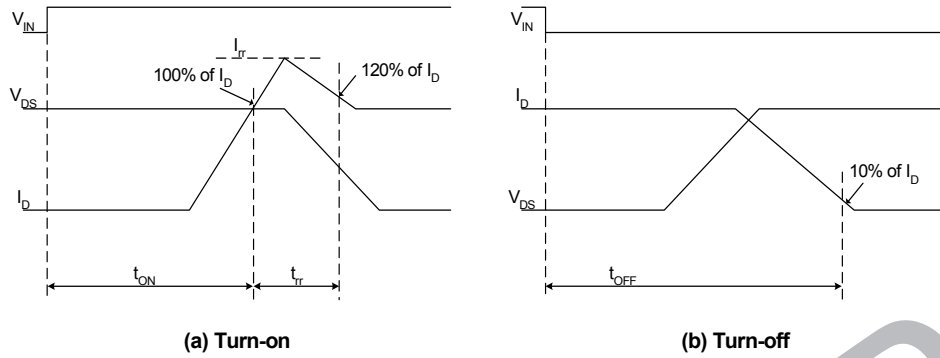 V_IN
I_rr
100% of I_D
120% of I_D
V_DS
I_D
t_ON
t_rr
(a) Turn-on
V_IN
I_D
10% of I_D
V_DS
t_OFF
(b) Turn-off